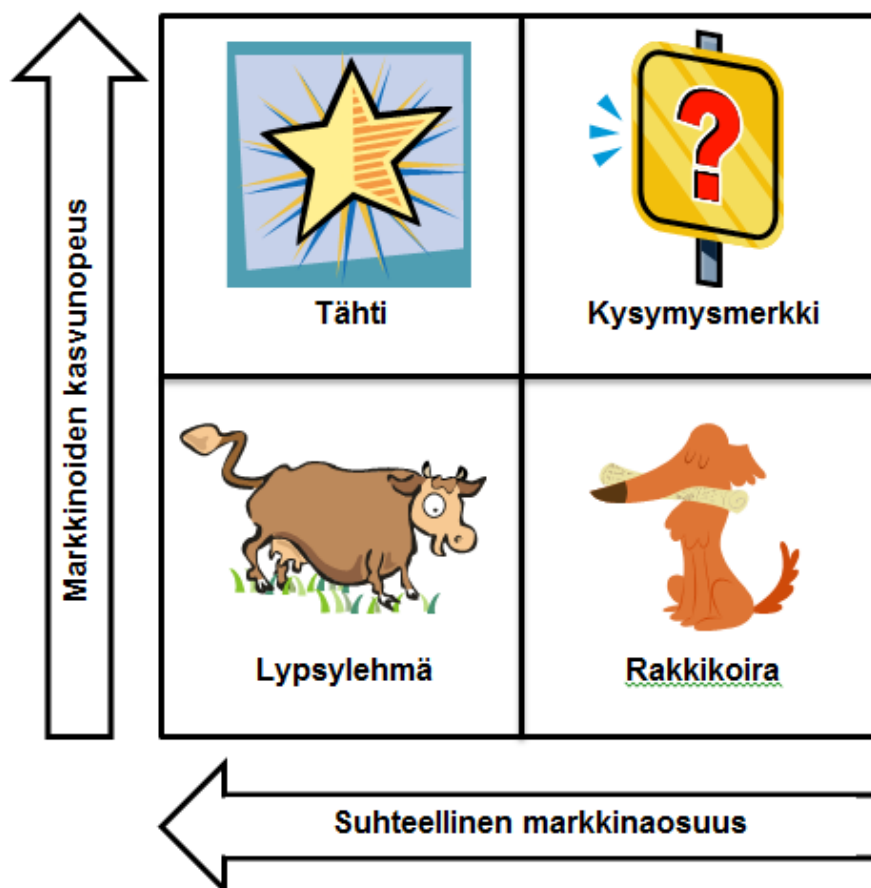 Markkinoiden kasvunopeus
?
Tähti
Kysymysmerkki
Lypsylehmä
Rakkikoira
Suhteellinen markkinaosuus